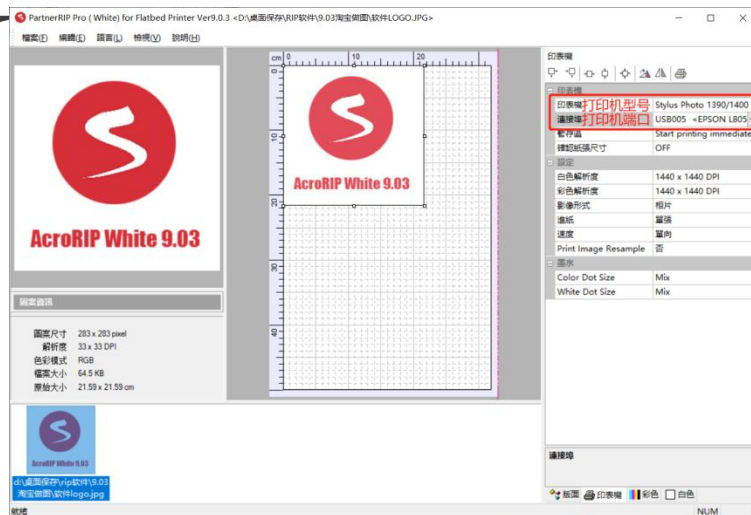 PartnerRIP Pro ( White) for Flatbed Printer Ver9.0.3 <D:\桌面保存\RIP软件\9.03淘宝做图\软件LOGO.JPG>
檔案(F) 編輯(E) 語言(L) 檢視(V) 說明(H)
AcroRIP White 9.03
圖案資訊
圖案尺寸 283 x 283 pixel
解析度 33 x 33 DPI
色彩模式 RGB
檔案大小 64.5 KB
原始大小 21.59 x 21.59 cm
cm 0 10 20
0
10
20
30
40
AcroRIP White 9.03
印表機
印表機
印表機 打印机型号 Stylus Photo 1390/1400
連接埠 打印机端口 USB005 <EPSON L805
暫存區 Start printing immediate
確認紙張尺寸 OFF
設定
白色解析度 1440 x 1440 DPI
彩色解析度 1440 x 1440 DPI
影像形式 相片
進紙 單張
速度 單向
Print Image Resample 否
墨水
Color Dot Size Mix
White Dot Size Mix
連接埠
版面 印表機 彩色 白色
AcroRIP White 9.03
d:\桌面保存\rip软件\9.03
淘宝做图\软件logo.jpg
就緒 NUM